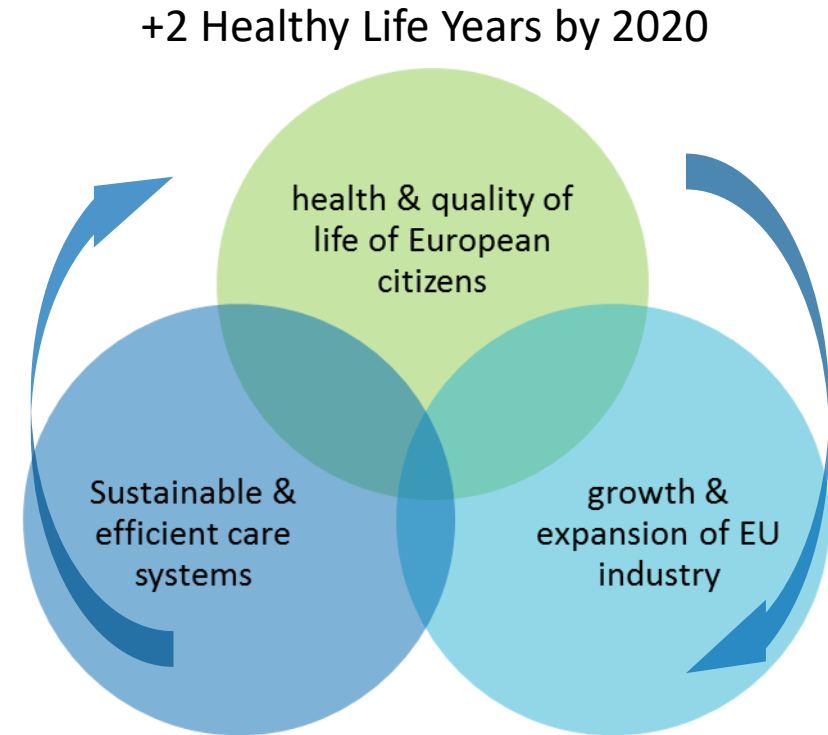 +2 Healthy Life Years by 2020
health & quality of
life of European
citizens
Sustainable &
efficient care
systems
growth &
expansion of EU
industry